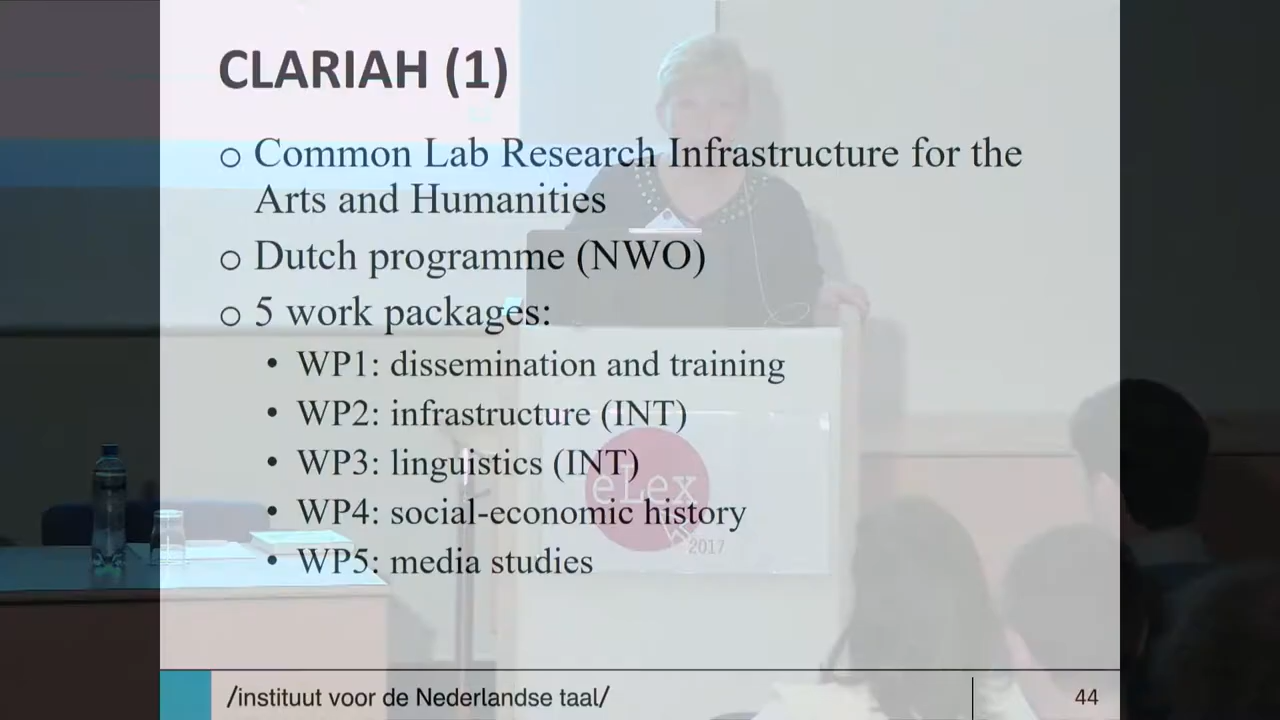 CLARIAH (1)
o Common Lab Research Infrastructure for the
Arts and Humanities
o Dutch programme (NWO)
o 5 work packages:
• WP1: dissemination and training
• WP2: infrastructure (INT)
• WP3: linguistics (INT)
• WP4: social-economic history
• WP5: media studies
eLex
2017
/instituut voor de Nederlandse taal/
44